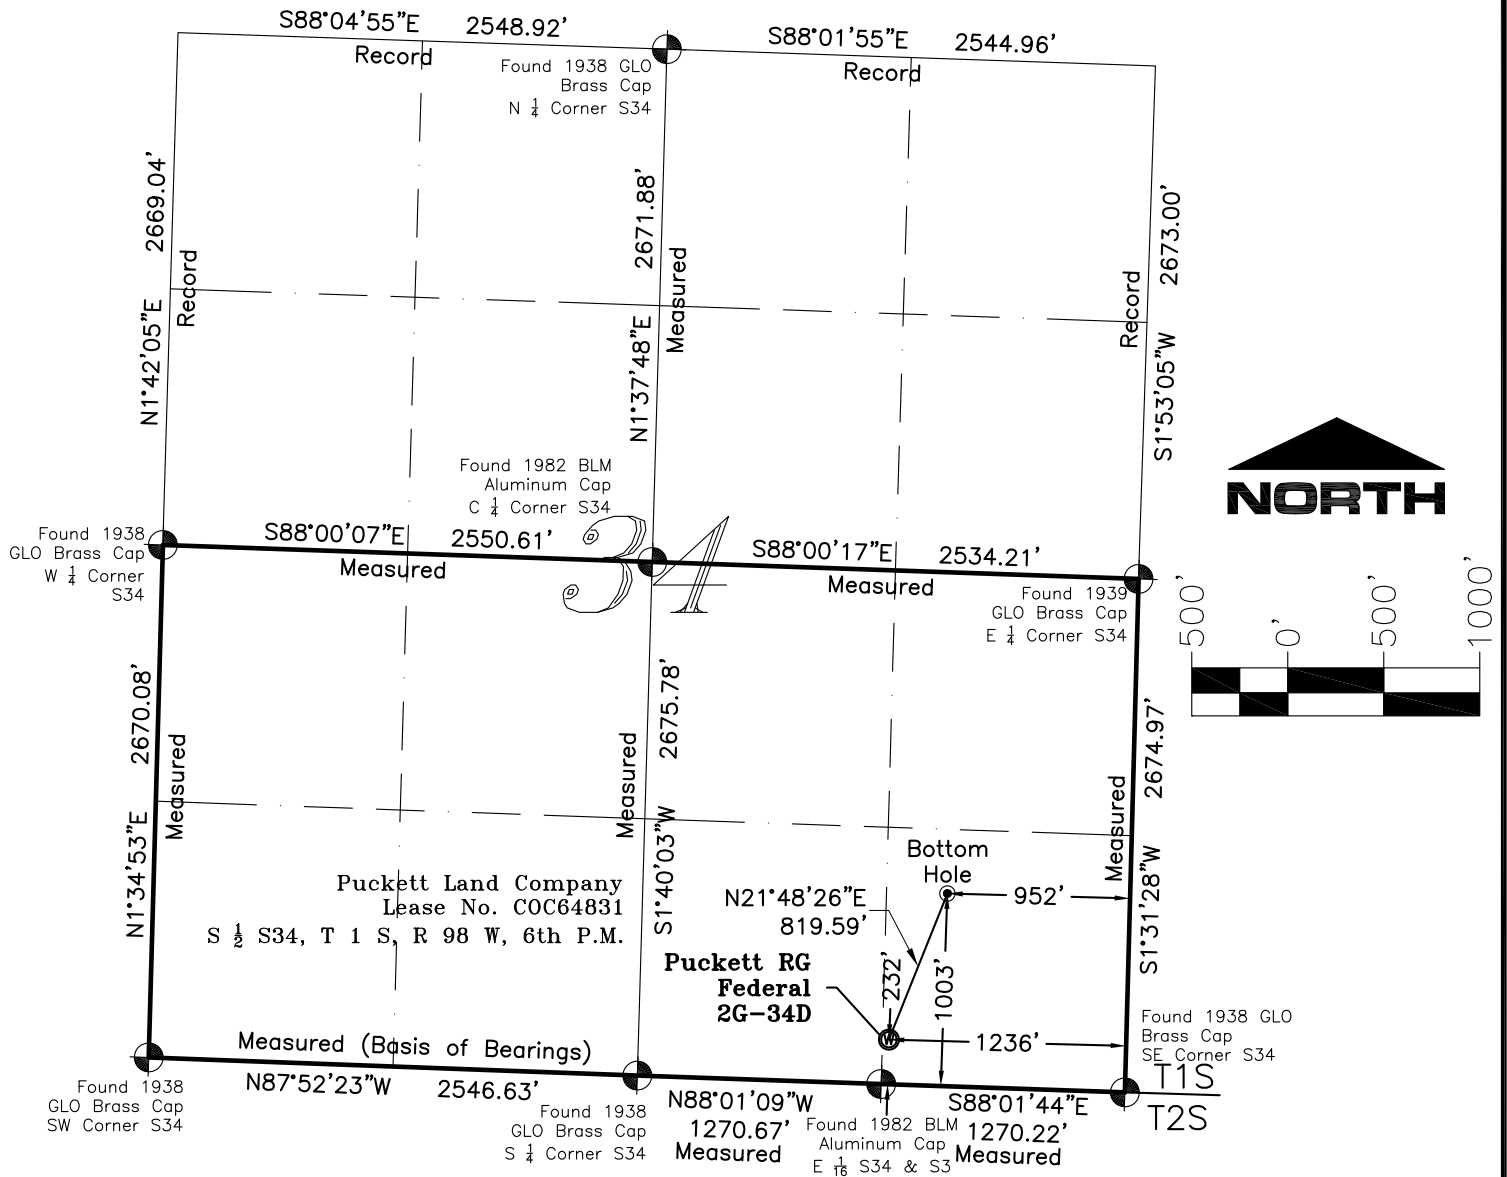 S88°04'55"E 2548.92'
Record
S88°01'55"E 2544.96'
Record
Found 1938 GLO
Brass Cap
N 1/4 Corner S34
2669.04'
Record
N1°42'05"E
2671.88'
Measured
N1°37'48"E
2673.00'
Record
S1°53'05"W
NORTH
500'
0'
500'
1000'
Found 1982 BLM
Aluminum Cap
C 1/4 Corner S34
34
Found 1938
GLO Brass Cap
W 1/4 Corner
S34
S88°00'07"E 2550.61'
Measured
S88°00'17"E 2534.21'
Measured
Found 1939
GLO Brass Cap
E 1/4 Corner S34
2670.08'
Measured
N1°34'53"E
2675.78'
Measured
S1°40'03"W
2674.97'
Measured
S1°31'28"W
Puckett Land Company
Lease No. COC64831
S 1/2 S34, T 1 S, R 98 W, 6th P.M.
Bottom
Hole
952'
N21°48'26"E
819.59'
Puckett RG
Federal
2G-34D
232'
1003'
W
1236'
Found 1938 GLO
Brass Cap
SE Corner S34
T1S
T2S
Measured (Basis of Bearings)
N87°52'23"W 2546.63'
Found 1938
GLO Brass Cap
SW Corner S34
Found 1938
GLO Brass Cap
S 1/4 Corner S34
N88°01'09"W
1270.67'
Measured
Found 1982 BLM
Aluminum Cap
E 1/16 S34 & S3
S88°01'44"E
1270.22'
Measured